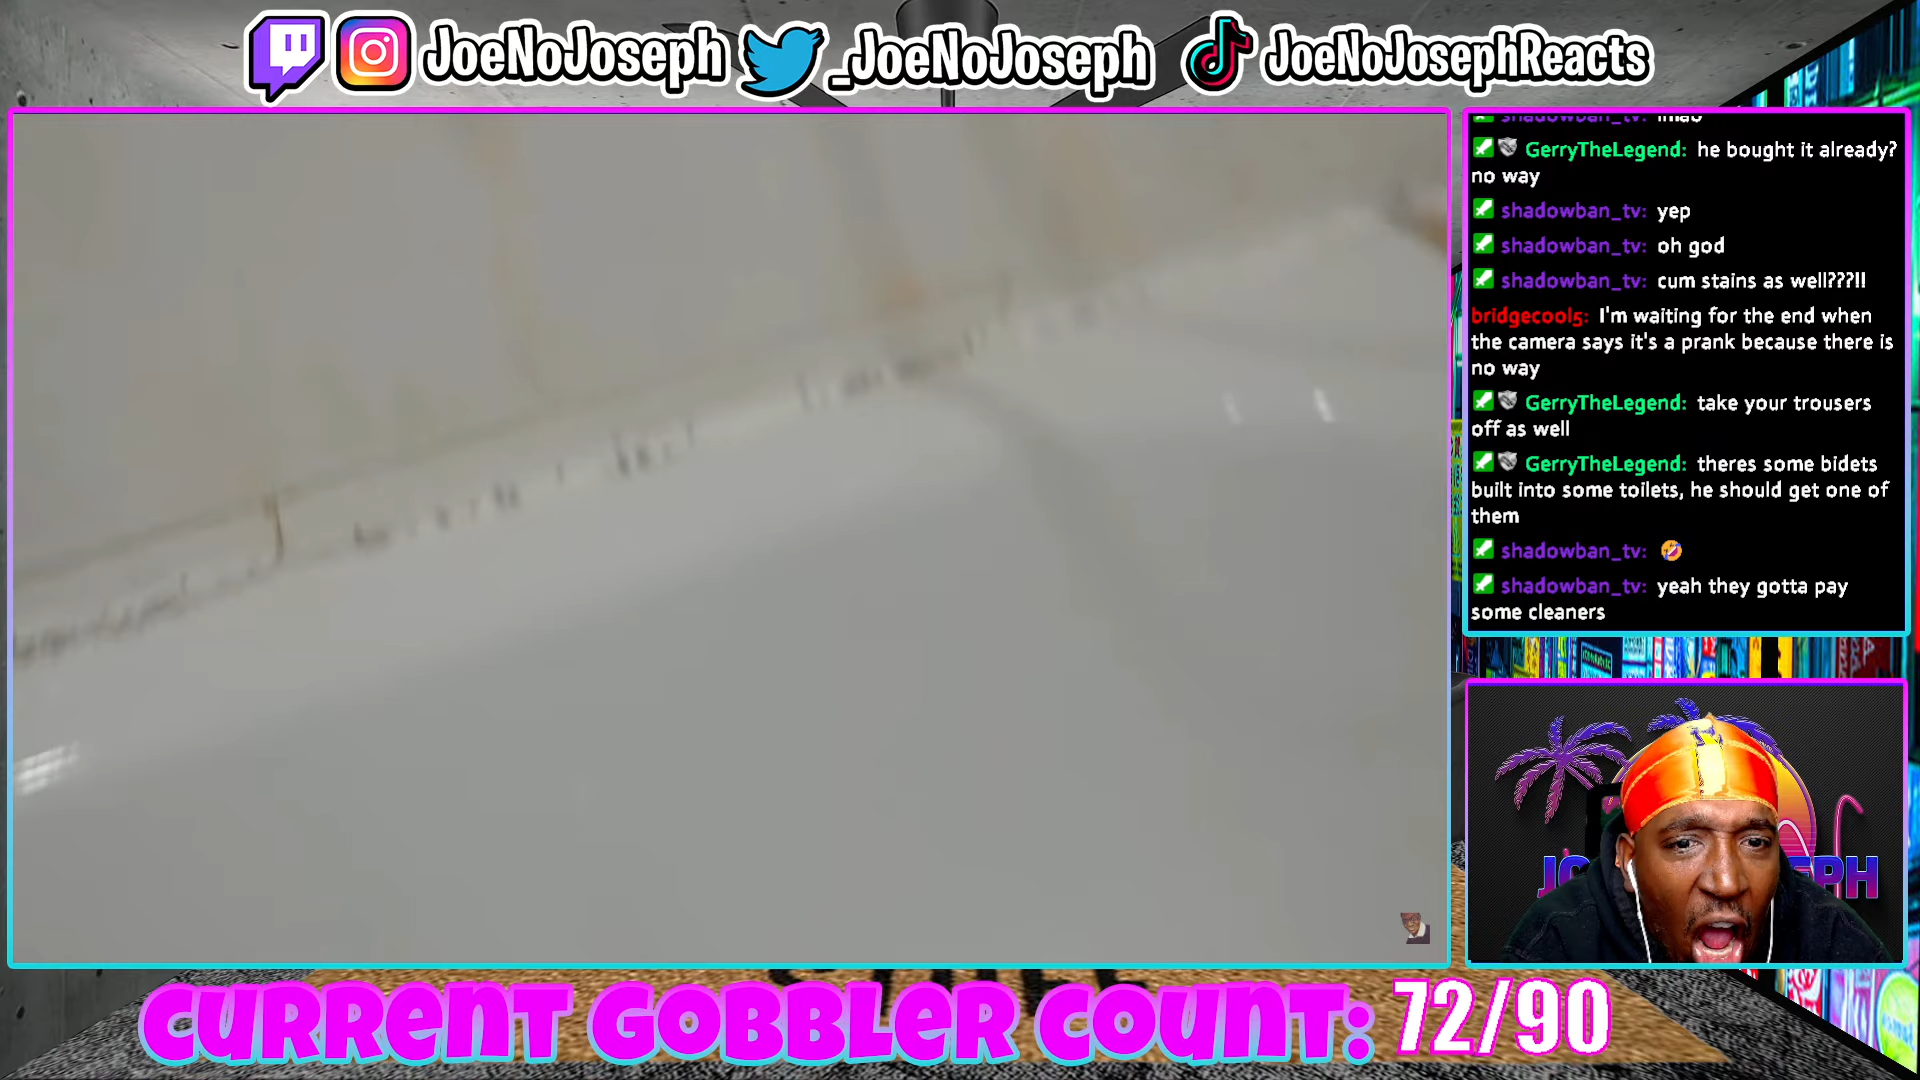 JoeNoJoseph
_JoeNoJoseph
JoeNoJosephReacts
shadowban_tv: lmao
GerryTheLegend: he bought it already?
no way
shadowban_tv: yep
shadowban_tv: oh god
shadowban_tv: cum stains as well???!!
bridgecool5: I'm waiting for the end when
the camera says it's a prank because there is
no way
GerryTheLegend: take your trousers
off as well
GerryTheLegend: theres some bidets
built into some toilets, he should get one of
them
shadowban_tv: 🤣
shadowban_tv: yeah they gotta pay
some cleaners
CURRENT GOBBLER COUNT: 72/90